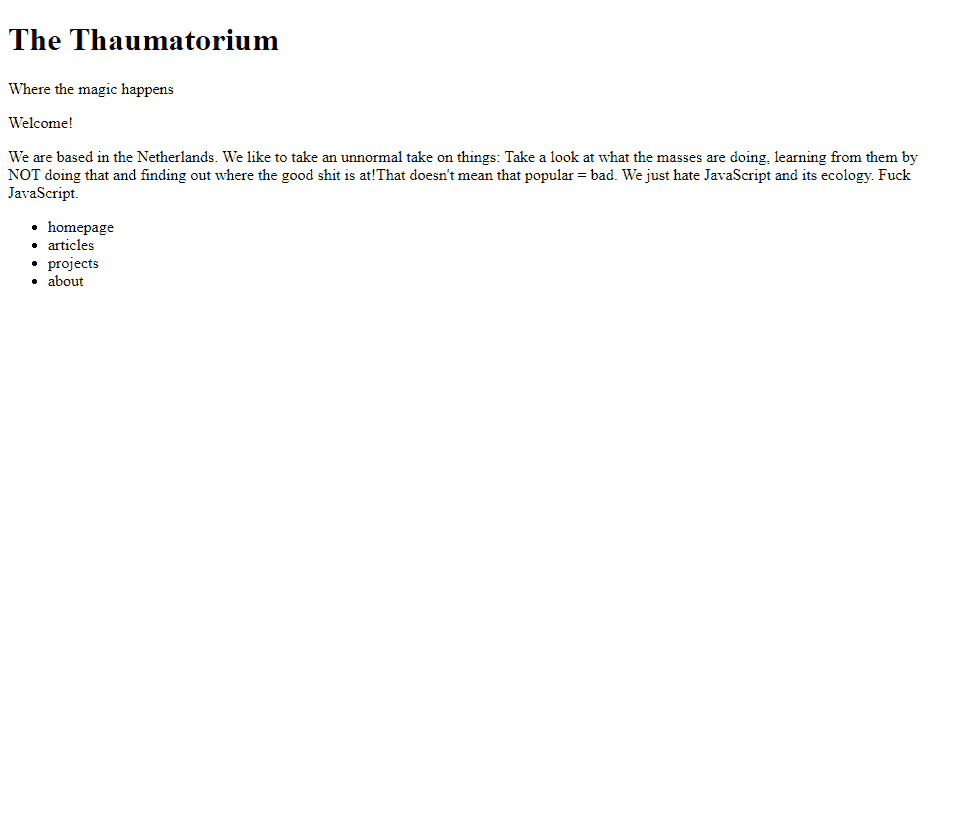 The Thaumatorium
Where the magic happens
Welcome!
We are based in the Netherlands. We like to take an unnormal take on things: Take a look at what the masses are doing, learning from them by
NOT doing that and finding out where the good shit is at!That doesn't mean that popular = bad. We just hate JavaScript and its ecology. Fuck
JavaScript.
• homepage
• articles
• projects
• about